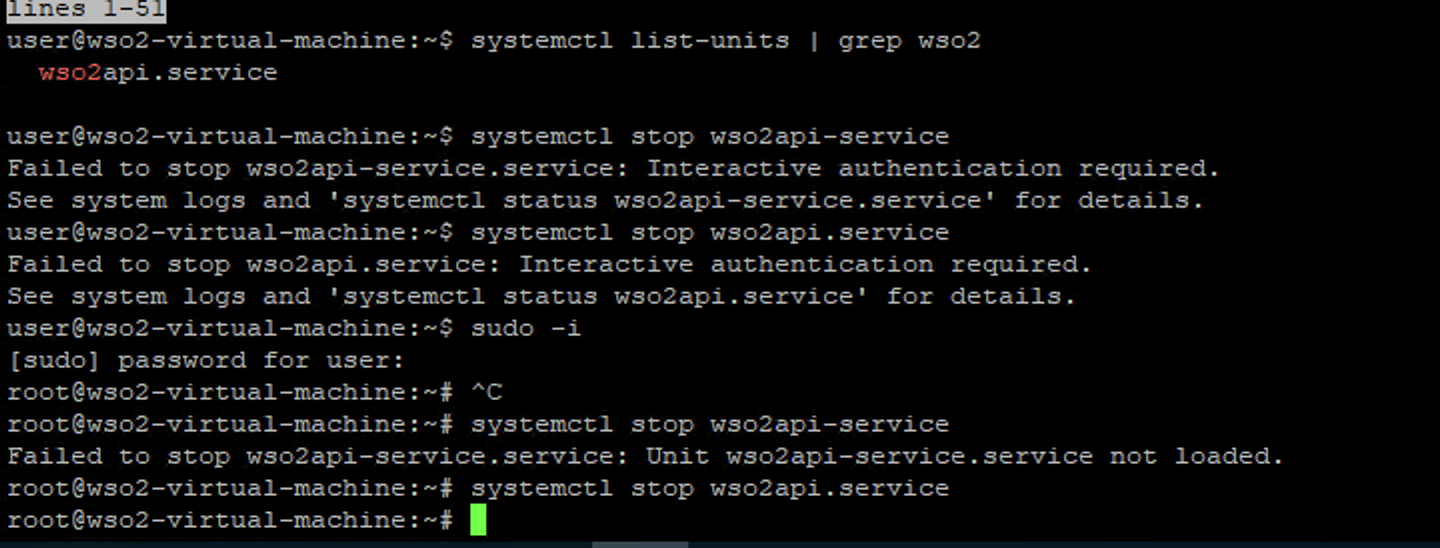 lines 1-51
user@wso2-virtual-machine:~$ systemctl list-units | grep wso2
  wso2api.service
user@wso2-virtual-machine:~$ systemctl stop wso2api-service
Failed to stop wso2api-service.service: Interactive authentication required.
See system logs and 'systemctl status wso2api-service.service' for details.
user@wso2-virtual-machine:~$ systemctl stop wso2api.service
Failed to stop wso2api.service: Interactive authentication required.
See system logs and 'systemctl status wso2api.service' for details.
user@wso2-virtual-machine:~$ sudo -i
[sudo] password for user:
root@wso2-virtual-machine:~# ^C
root@wso2-virtual-machine:~# systemctl stop wso2api-service
Failed to stop wso2api-service.service: Unit wso2api-service.service not loaded.
root@wso2-virtual-machine:~# systemctl stop wso2api.service
root@wso2-virtual-machine:~#